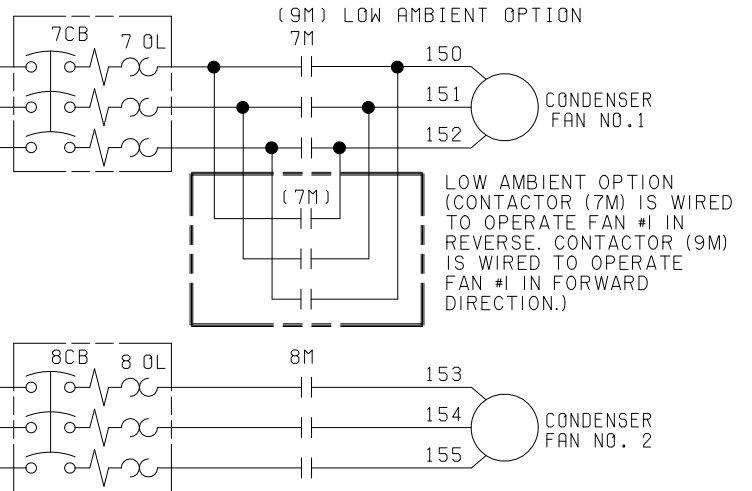 (9M) LOW AMBIENT OPTION
7CB 7 OL 7M
150
151
152
CONDENSER
FAN NO.1
(7M)
LOW AMBIENT OPTION
(CONTACTOR (7M) IS WIRED
TO OPERATE FAN #1 IN
REVERSE. CONTACTOR (9M)
IS WIRED TO OPERATE
FAN #1 IN FORWARD
DIRECTION.)
8CB 8 OL 8M
153
154
155
CONDENSER
FAN NO. 2